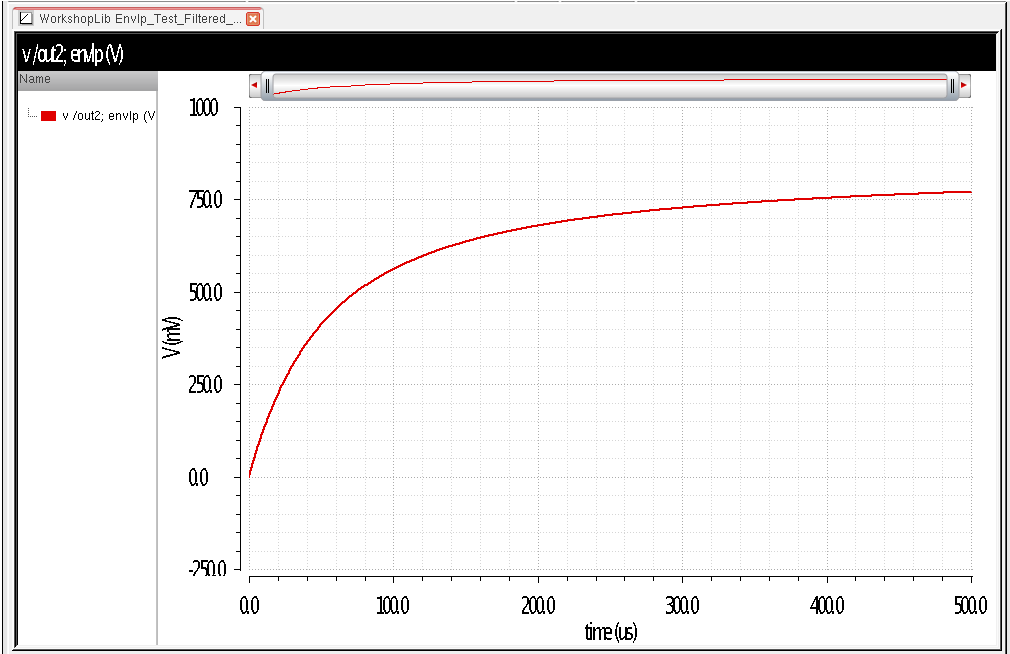 WorkshopLib Envlp_Test_Filtered_...
v /out2; envlp (V)
Name
v /out2; envlp (V
1000
750.0
500.0
250.0
0.0
-250.0
V (mV)
0.0 100.0 200.0 300.0 400.0 500.0
time (us)